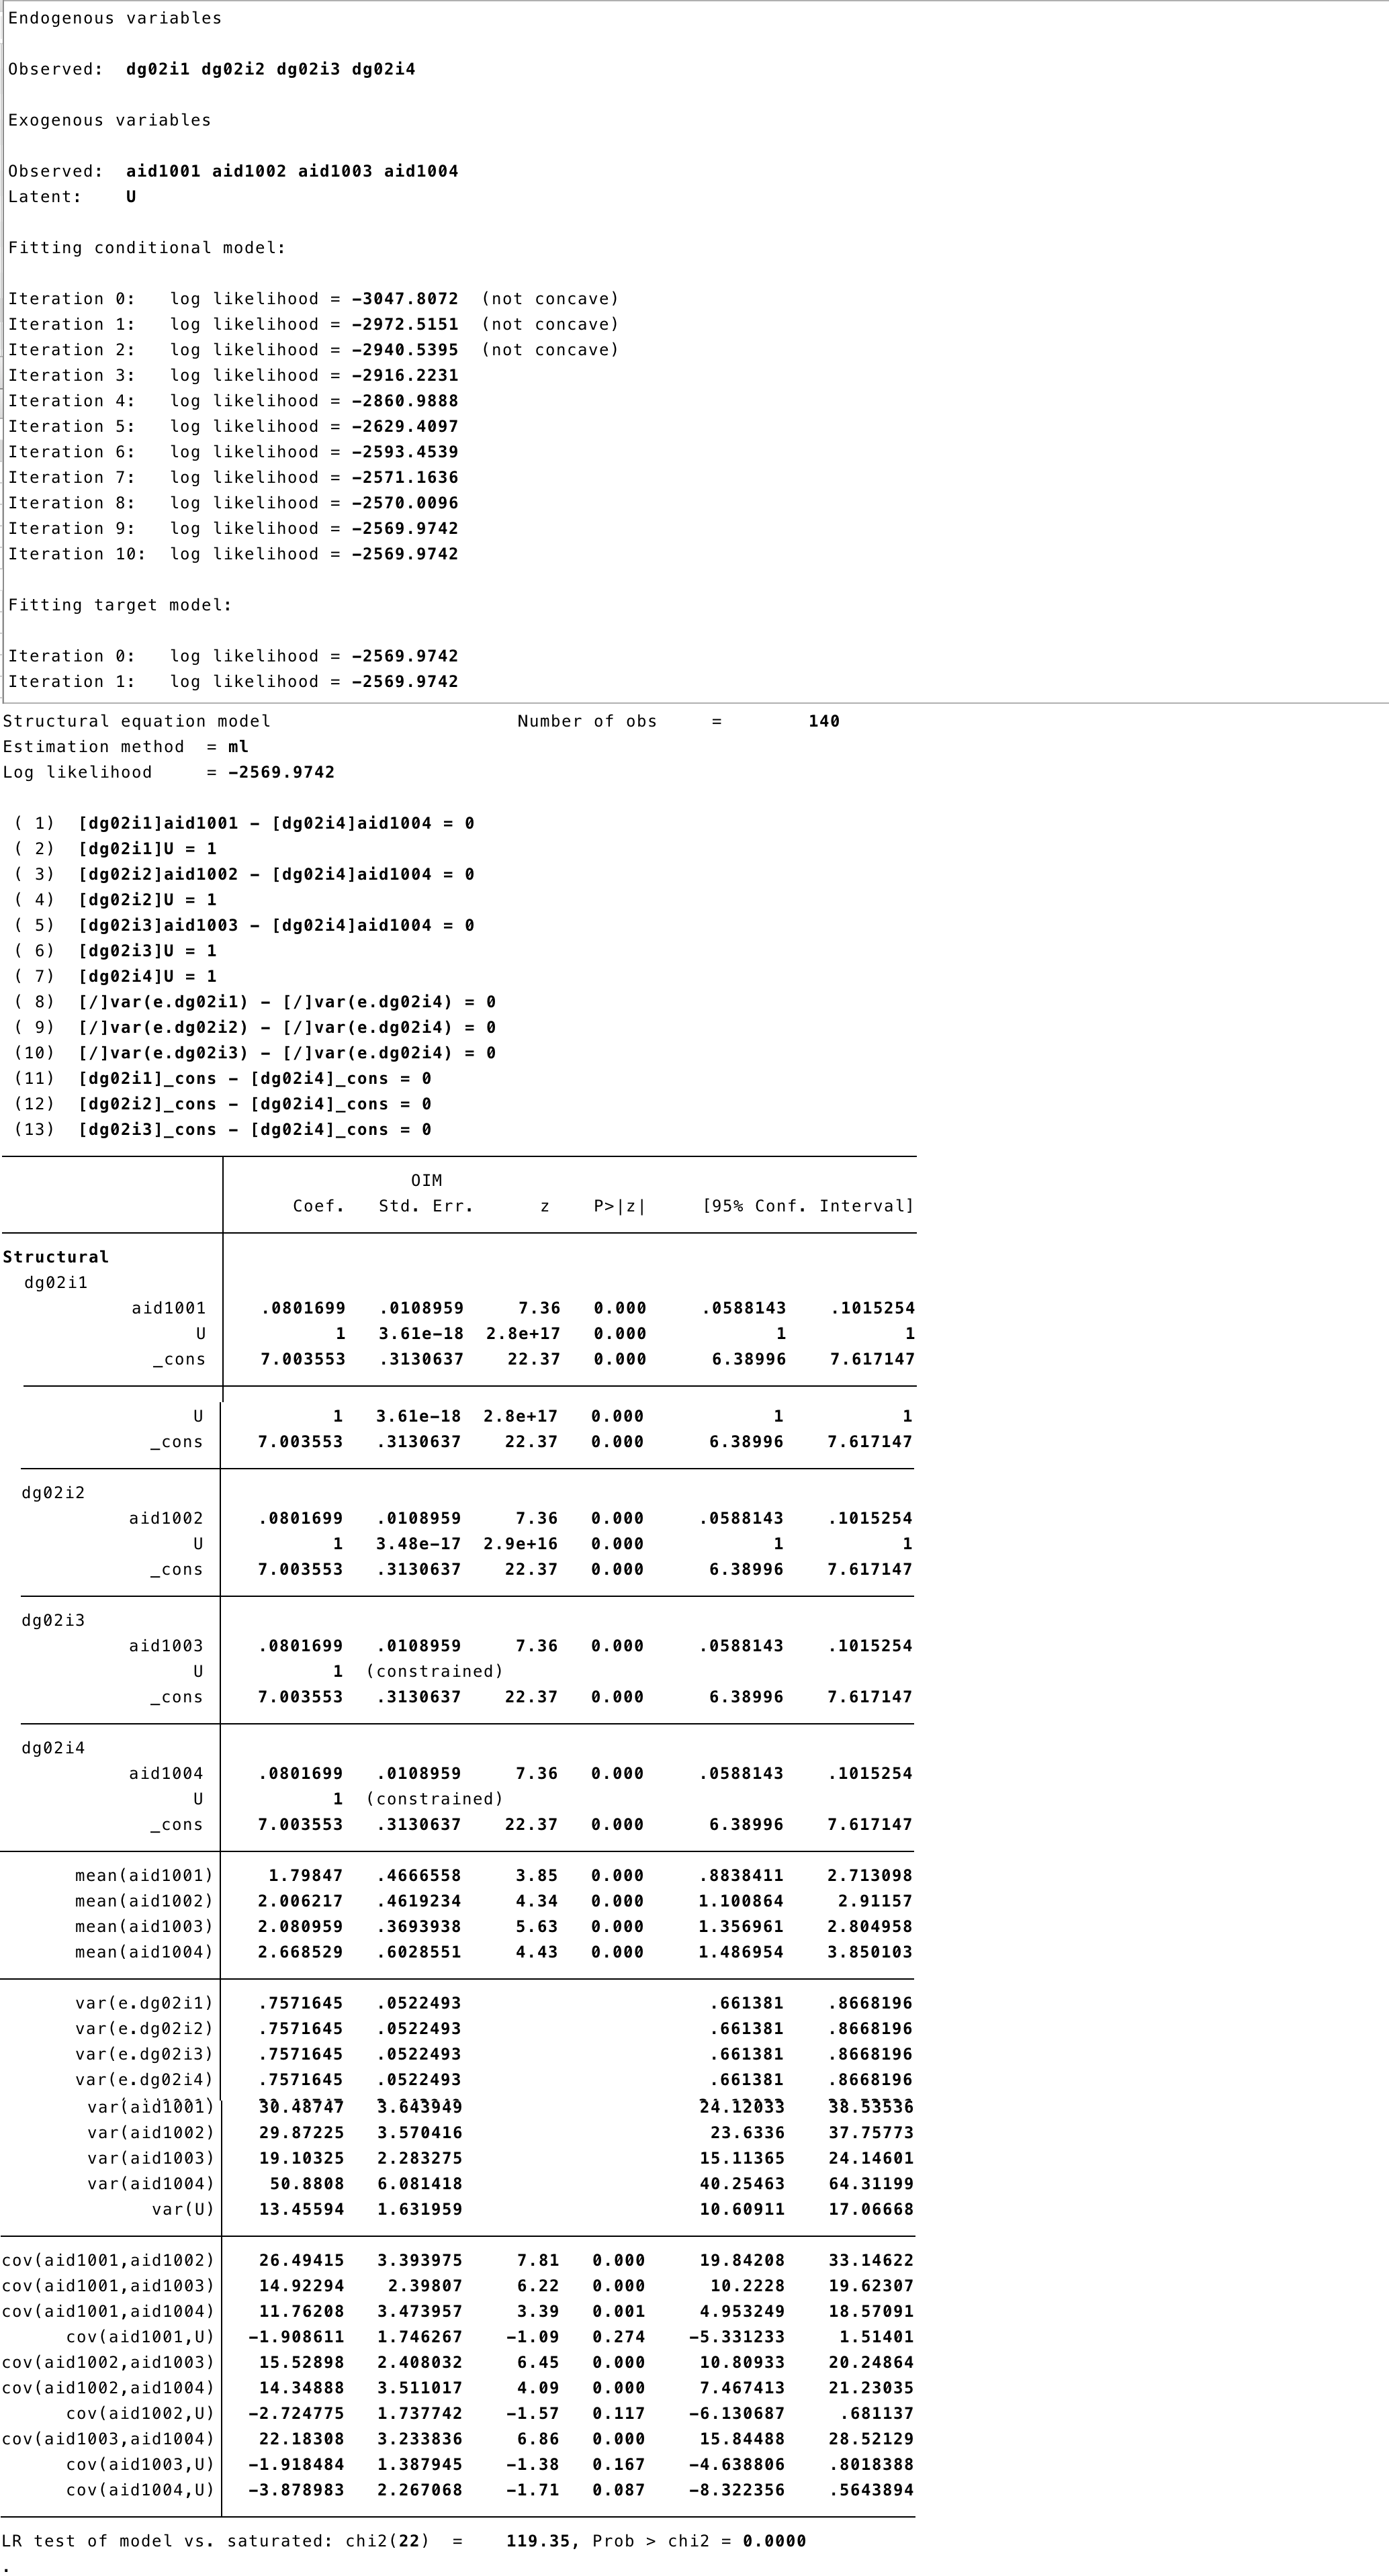 Endogenous variables
Observed:  dg02i1 dg02i2 dg02i3 dg02i4
Exogenous variables
Observed:  aid1001 aid1002 aid1003 aid1004
Latent:    U
Fitting conditional model:
Iteration 0:   log likelihood = -3047.8072  (not concave)
Iteration 1:   log likelihood = -2972.5151  (not concave)
Iteration 2:   log likelihood = -2940.5395  (not concave)
Iteration 3:   log likelihood = -2916.2231
Iteration 4:   log likelihood = -2860.9888
Iteration 5:   log likelihood = -2629.4097
Iteration 6:   log likelihood = -2593.4539
Iteration 7:   log likelihood = -2571.1636
Iteration 8:   log likelihood = -2570.0096
Iteration 9:   log likelihood = -2569.9742
Iteration 10:  log likelihood = -2569.9742
Fitting target model:
Iteration 0:   log likelihood = -2569.9742
Iteration 1:   log likelihood = -2569.9742
Structural equation model                       Number of obs     =        140
Estimation method  = ml
Log likelihood     = -2569.9742
( 1)  [dg02i1]aid1001 - [dg02i4]aid1004 = 0
( 2)  [dg02i1]U = 1
( 3)  [dg02i2]aid1002 - [dg02i4]aid1004 = 0
( 4)  [dg02i2]U = 1
( 5)  [dg02i3]aid1003 - [dg02i4]aid1004 = 0
( 6)  [dg02i3]U = 1
( 7)  [dg02i4]U = 1
( 8)  [/]var(e.dg02i1) - [/]var(e.dg02i4) = 0
( 9)  [/]var(e.dg02i2) - [/]var(e.dg02i4) = 0
(10)  [/]var(e.dg02i3) - [/]var(e.dg02i4) = 0
(11)  [dg02i1]_cons - [dg02i4]_cons = 0
(12)  [dg02i2]_cons - [dg02i4]_cons = 0
(13)  [dg02i3]_cons - [dg02i4]_cons = 0
OIM
Coef.   Std. Err.      z    P>|z|     [95% Conf. Interval]
Structural
dg02i1
aid1001   .0801699   .0108959     7.36   0.000     .0588143    .1015254
U   1   3.61e-18  2.8e+17   0.000     1    1
_cons   7.003553   .3130637    22.37   0.000     6.38996    7.617147
U   1   3.61e-18  2.8e+17   0.000     1    1
_cons   7.003553   .3130637    22.37   0.000     6.38996    7.617147
dg02i2
aid1002   .0801699   .0108959     7.36   0.000     .0588143    .1015254
U   1   3.48e-17  2.9e+16   0.000     1    1
_cons   7.003553   .3130637    22.37   0.000     6.38996    7.617147
dg02i3
aid1003   .0801699   .0108959     7.36   0.000     .0588143    .1015254
U   1  (constrained)
_cons   7.003553   .3130637    22.37   0.000     6.38996    7.617147
dg02i4
aid1004   .0801699   .0108959     7.36   0.000     .0588143    .1015254
U   1  (constrained)
_cons   7.003553   .3130637    22.37   0.000     6.38996    7.617147
mean(aid1001)   1.79847   .4666558     3.85   0.000     .8838411    2.713098
mean(aid1002)   2.006217   .4619234     4.34   0.000     1.100864    2.91157
mean(aid1003)   2.080959   .3693938     5.63   0.000     1.356961    2.804958
mean(aid1004)   2.668529   .6028551     4.43   0.000     1.486954    3.850103
var(e.dg02i1)   .7571645   .0522493     .661381    .8668196
var(e.dg02i2)   .7571645   .0522493     .661381    .8668196
var(e.dg02i3)   .7571645   .0522493     .661381    .8668196
var(e.dg02i4)   .7571645   .0522493     .661381    .8668196
var(aid1001)   30.48747   3.643949     24.12033    38.53536
var(aid1002)   29.87225   3.570416     23.6336    37.75773
var(aid1003)   19.10325   2.283275     15.11365    24.14601
var(aid1004)   50.8808   6.081418     40.25463    64.31199
var(U)   13.45594   1.631959     10.60911    17.06668
cov(aid1001,aid1002)   26.49415   3.393975     7.81   0.000     19.84208    33.14622
cov(aid1001,aid1003)   14.92294   2.39807     6.22   0.000     10.2228    19.62307
cov(aid1001,aid1004)   11.76208   3.473957     3.39   0.001     4.953249    18.57091
cov(aid1001,U)   -1.908611   1.746267    -1.09   0.274     -5.331233    1.51401
cov(aid1002,aid1003)   15.52898   2.408032     6.45   0.000     10.80933    20.24864
cov(aid1002,aid1004)   14.34888   3.511017     4.09   0.000     7.467413    21.23035
cov(aid1002,U)   -2.724775   1.737742    -1.57   0.117     -6.130687    .681137
cov(aid1003,aid1004)   22.18308   3.233836     6.86   0.000     15.84488    28.52129
cov(aid1003,U)   -1.918484   1.387945    -1.38   0.167     -4.638806    .8018388
cov(aid1004,U)   -3.878983   2.267068    -1.71   0.087     -8.322356    .5643894
LR test of model vs. saturated: chi2(22)  =    119.35, Prob > chi2 = 0.0000
.